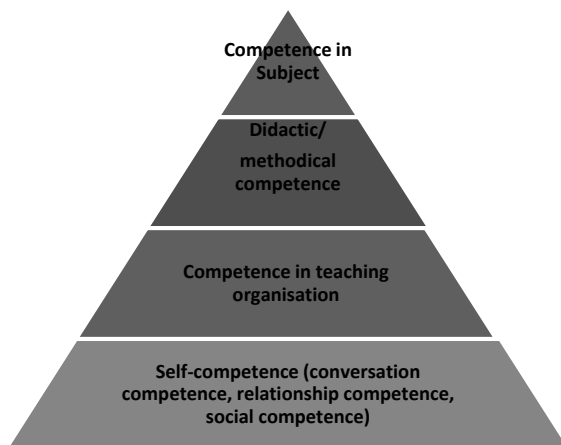 Competence in
Subject
Didactic/
methodical
competence
Competence in teaching
organisation
Self-competence (conversation
competence, relationship competence,
social competence)